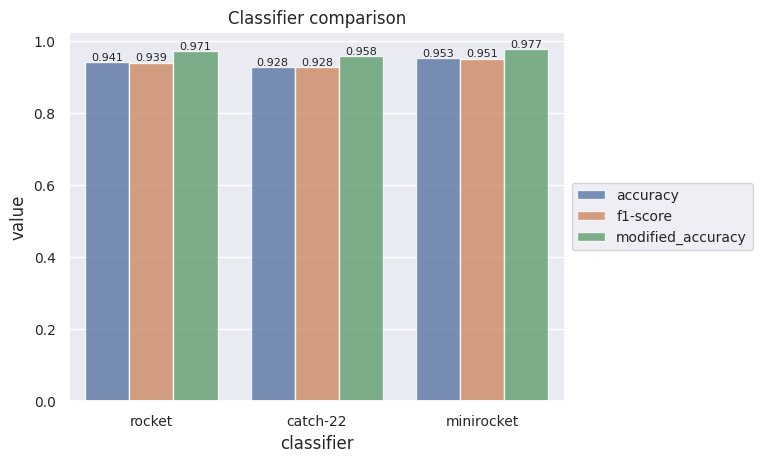 Classifier comparison
value
1.0
0.8
0.6
0.4
0.2
0.0
0.941 0.939 0.971
0.928 0.928 0.958
0.953 0.951 0.977
rocket catch-22 minirocket
classifier
accuracy
f1-score
modified_accuracy